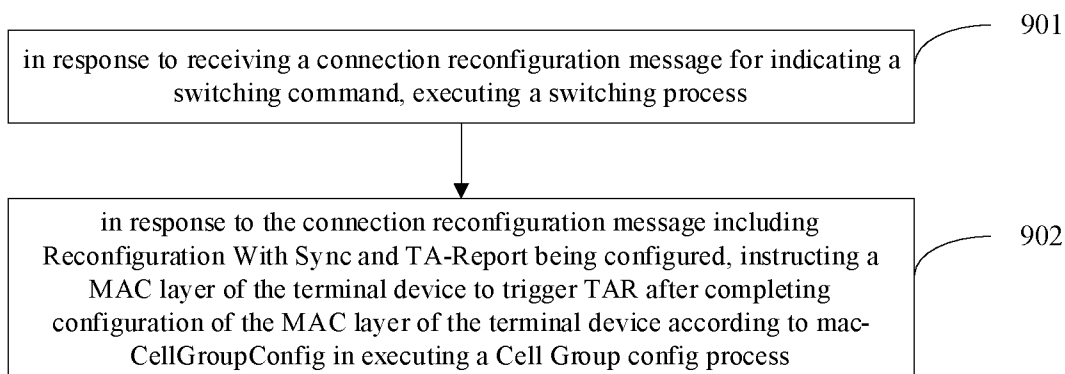 901
in response to receiving a connection reconfiguration message for indicating a
switching command, executing a switching process
902
in response to the connection reconfiguration message including
Reconfiguration With Sync and TA-Report being configured, instructing a
MAC layer of the terminal device to trigger TAR after completing
configuration of the MAC layer of the terminal device according to mac-
CellGroupConfig in executing a Cell Group config process